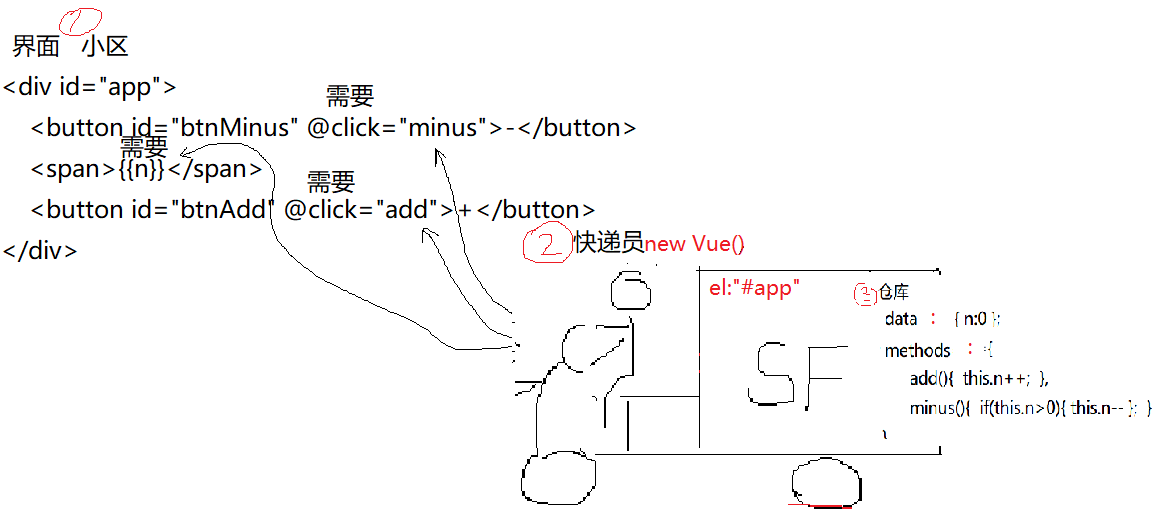 1
界面 小区
<div id="app">
需要
<button id="btnMinus" @click="minus">-</button>
需要
<span>{{n}}</span>
需要
<button id="btnAdd" @click="add">+</button>
</div>
2 快递员new Vue()
el:"#app"
3 仓库
data : { n:0 };
methods : {
add(){ this.n++; },
minus(){ if(this.n>0){ this.n-- }; }
}
SF